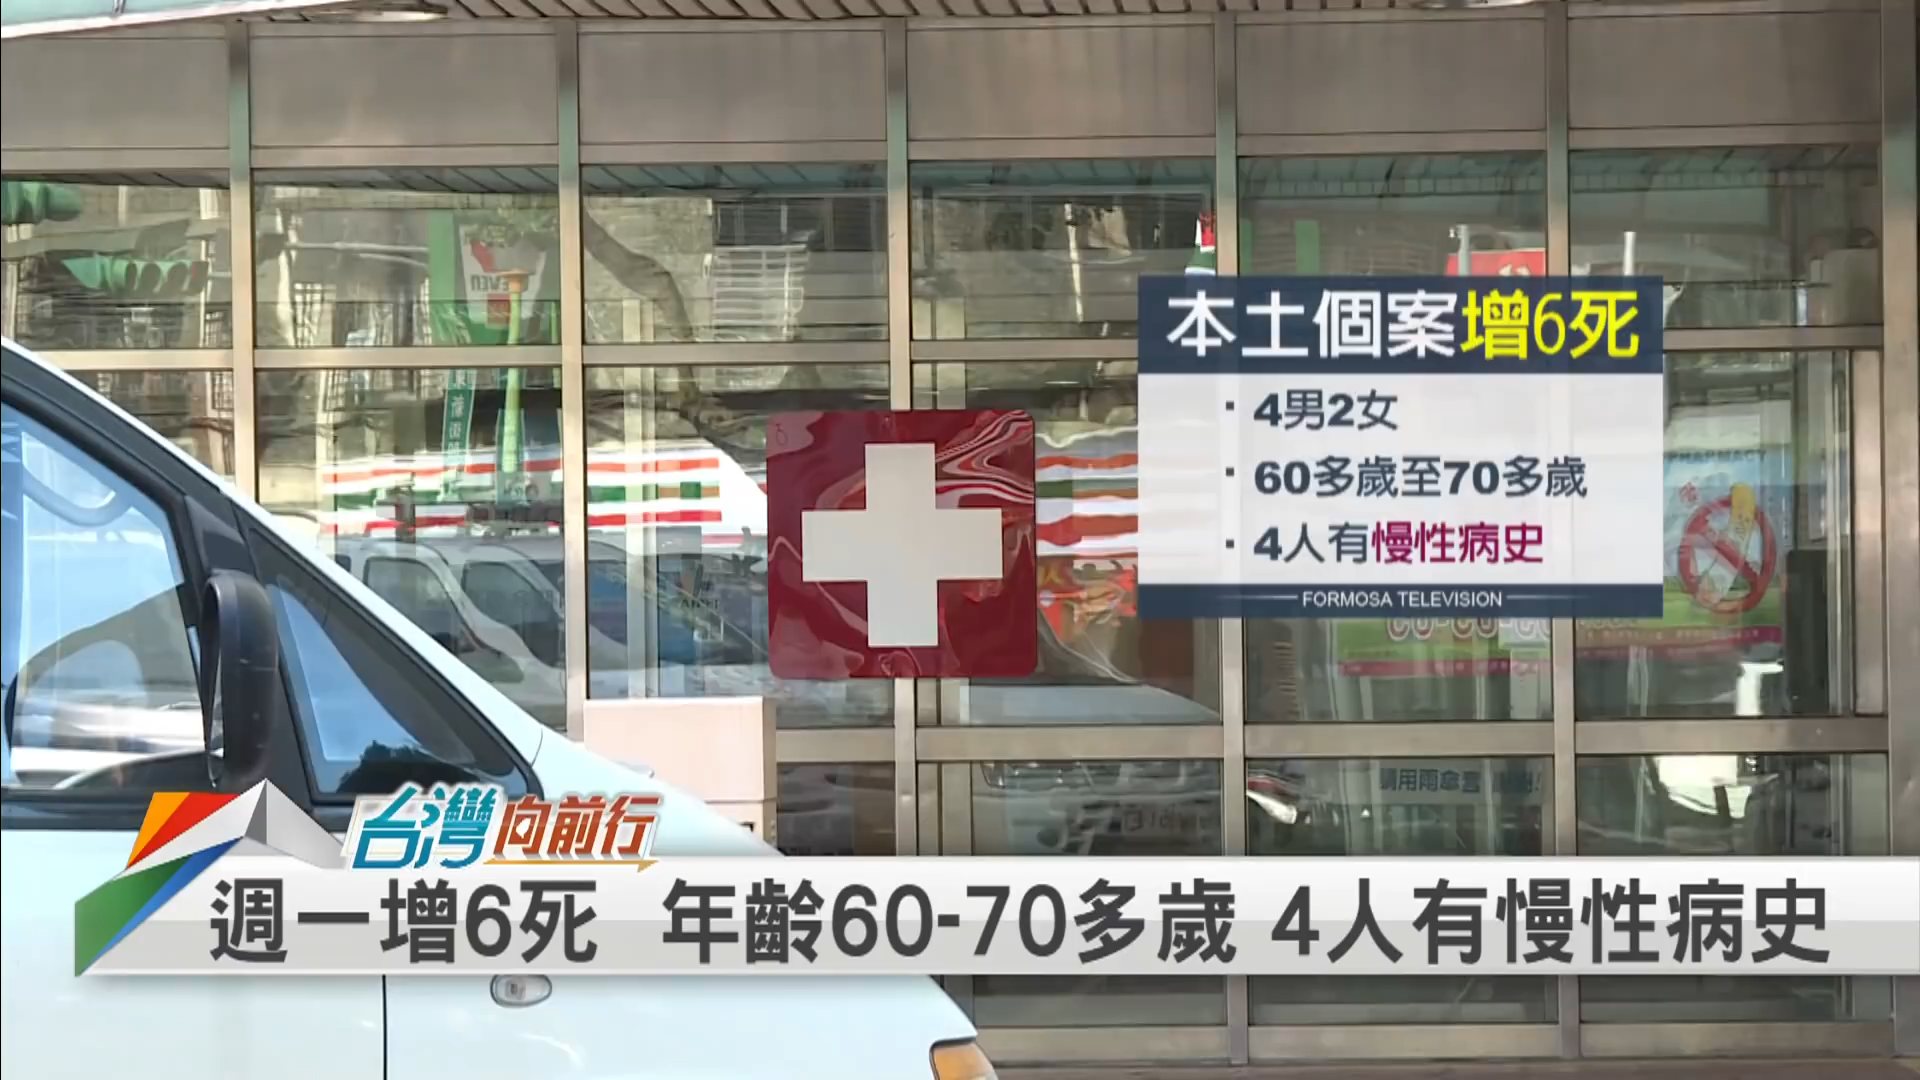 本土個案增6死
· 4男2女
· 60多歲至70多歲
· 4人有慢性病史
FORMOSA TELEVISION
PHARMACY
台灣向前行
週一增6死 年齡60-70多歲 4人有慢性病史